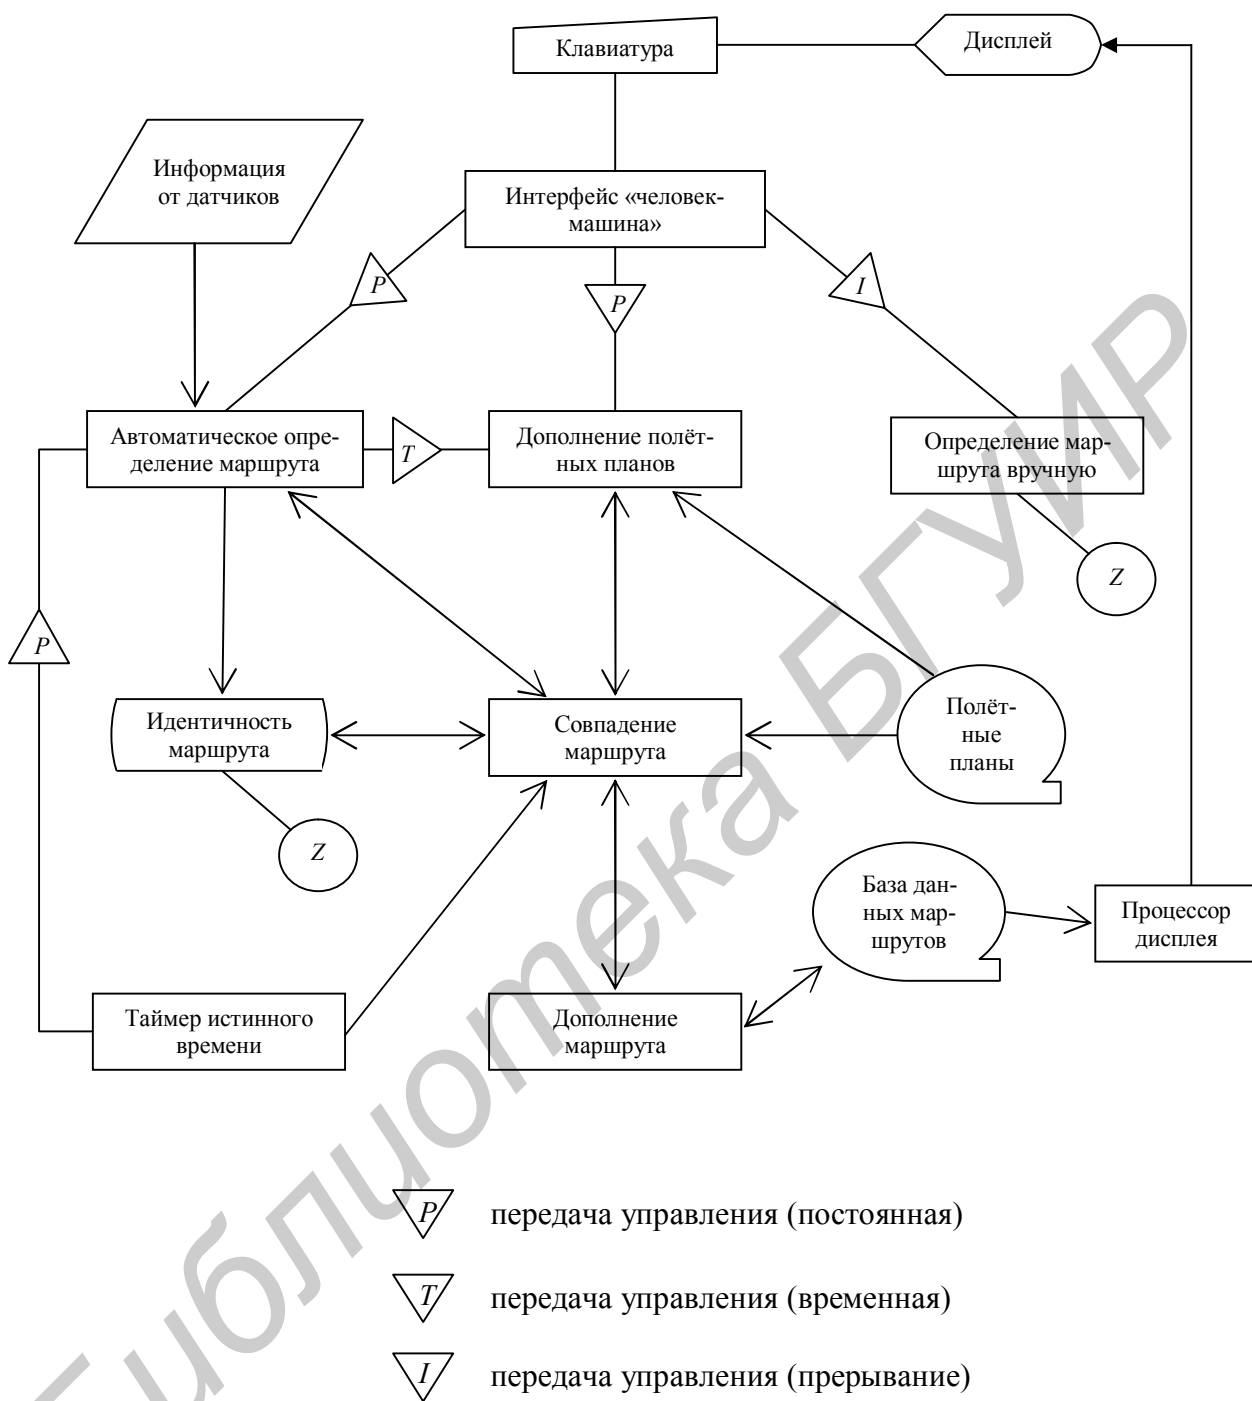 Клавиатура
Дисплей
Информация
от датчиков
Интерфейс «человек-
машина»
P
P
I
Автоматическое опре-
деление маршрута
T
Дополнение полёт-
ных планов
Определение мар-
шрута вручную
Z
P
Идентичность
маршрута
Совпадение
маршрута
Полёт-
ные
планы
Z
База дан-
ных мар-
шрутов
Процессор
дисплея
Таймер истинного
времени
Дополнение
маршрута
P передача управления (постоянная)
T передача управления (временная)
I передача управления (прерывание)
Библиотека БГУИР